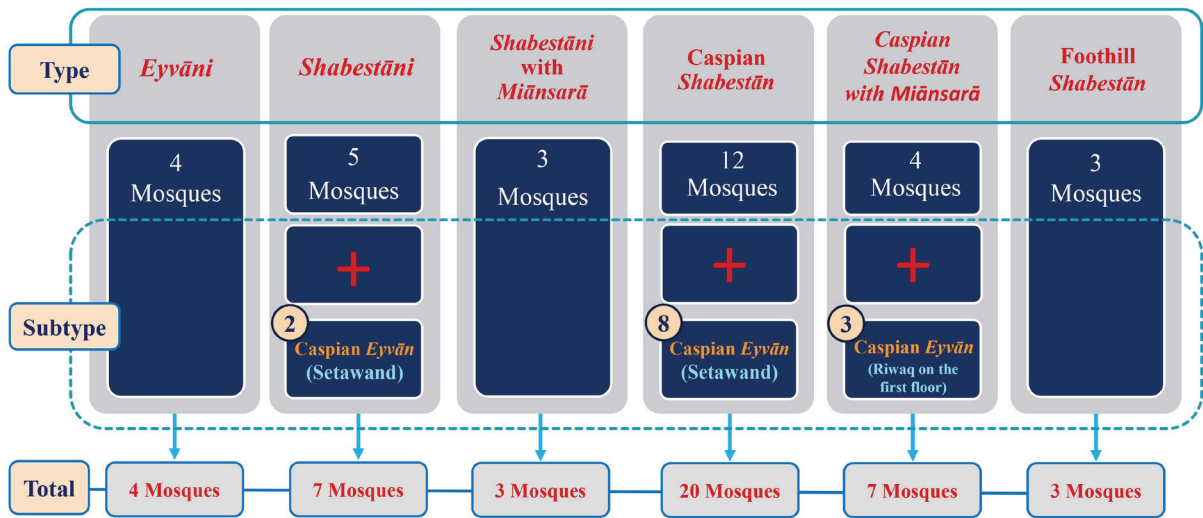 Type
Eyvāni
Shabestāni
Shabestāni
with
Miānsarā
Caspian
Shabestān
Caspian
Shabestān
with Miānsarā
Foothill
Shabestān
4
Mosques
5
Mosques
3
Mosques
12
Mosques
4
Mosques
3
Mosques
+
+
+
Subtype
2
Caspian Eyvān
(Setawand)
8
Caspian Eyvān
(Setawand)
3
Caspian Eyvān
(Riwaq on the
first floor)
Total
4 Mosques
7 Mosques
3 Mosques
20 Mosques
7 Mosques
3 Mosques